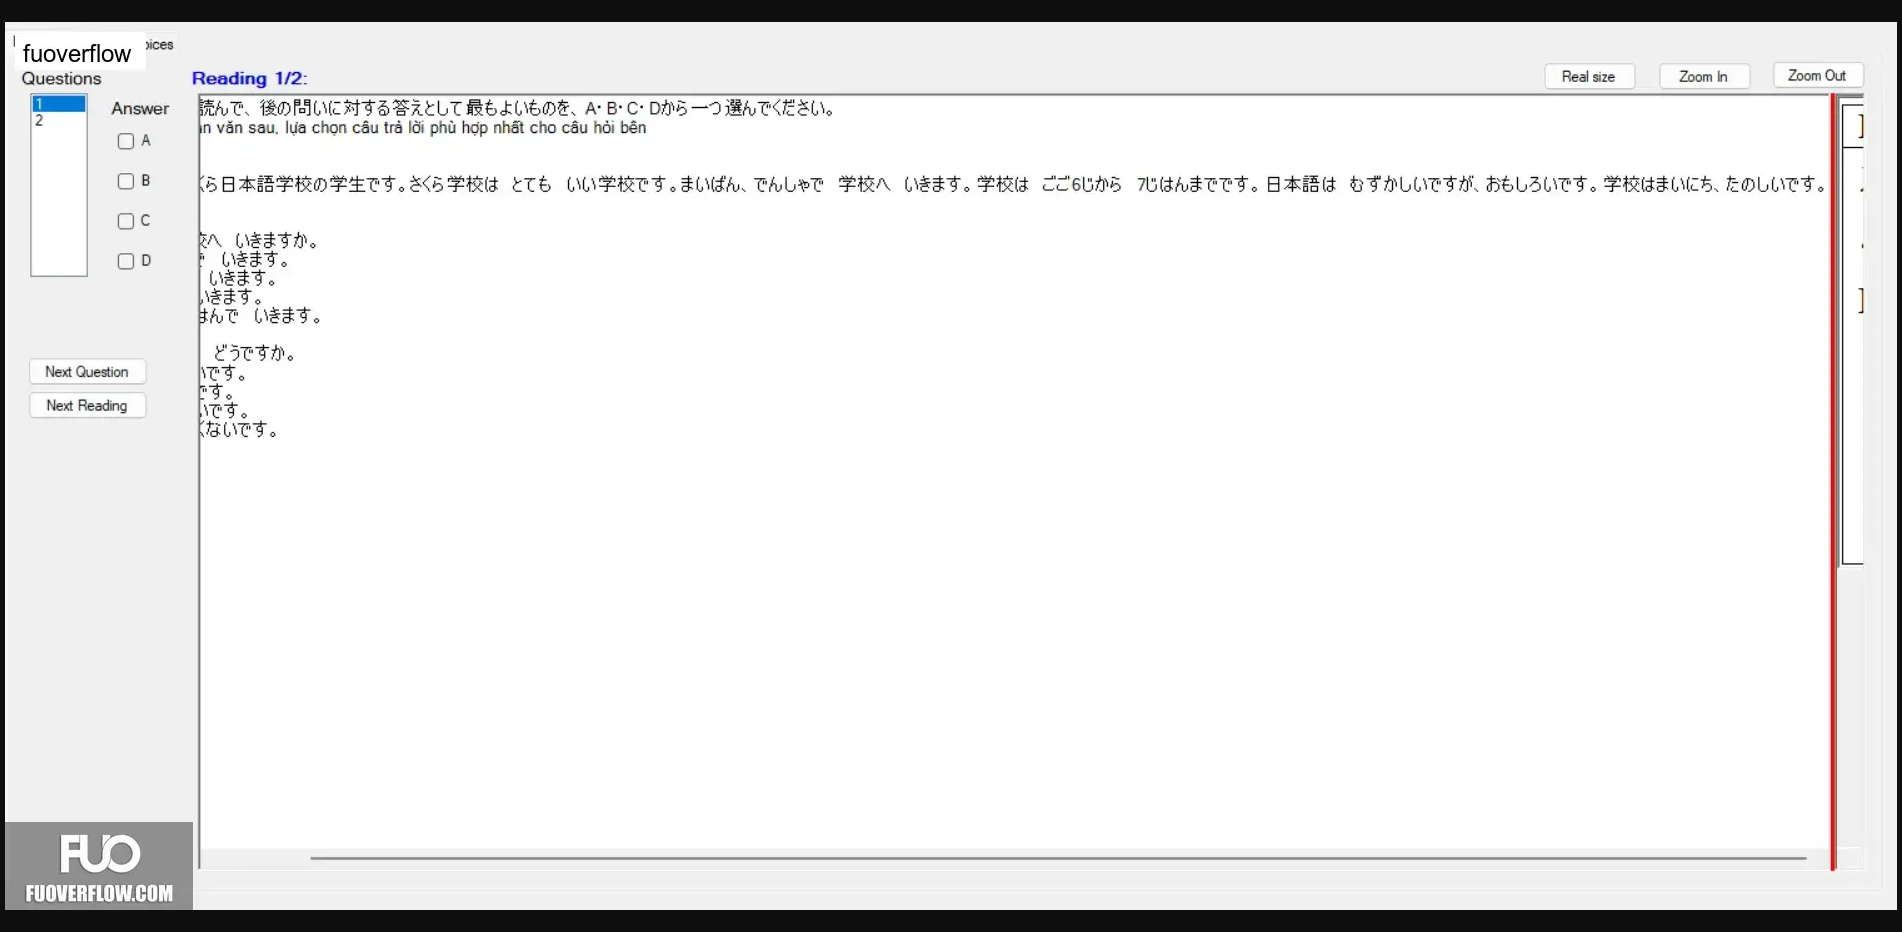 fuoverflow
oices
Questions
Reading 1/2:
Real size
Zoom In
Zoom Out
1
2
Answer
A
B
C
D
Next Question
Next Reading
読んで、後の問いに対する答えとして最もよいものを、A・B・C・Dから一つ選んでください。
văn sau, lựa chọn câu trả lời phù hợp nhất cho câu hỏi bên
ら日本語学校の学生です。さくら学校は とても いい学校です。まいばん、でんしゃで 学校へ いきます。学校は ごご6じから 7じはんまでです。日本語は むずかしいですが、おもしろいです。学校はまいにち、たのしいです。
へ いきますか。
いきます。
いきます。
いきます。
はんで いきます。
どうですか。
いです。
です。
いです。
くないです。
FUO
FUOVERFLOW.COM